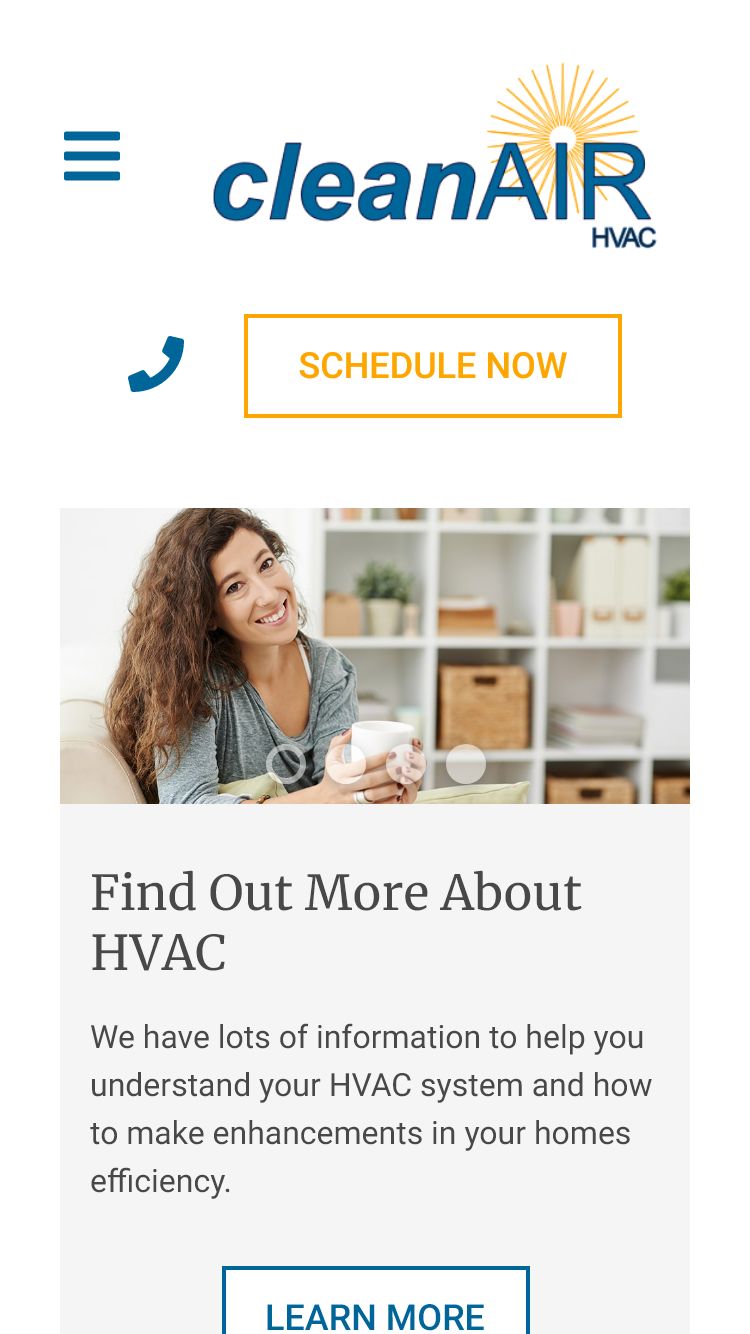 cleanAIR
HVAC
SCHEDULE NOW
Find Out More About
HVAC
We have lots of information to help you
understand your HVAC system and how
to make enhancements in your homes
efficiency.
LEARN MORE